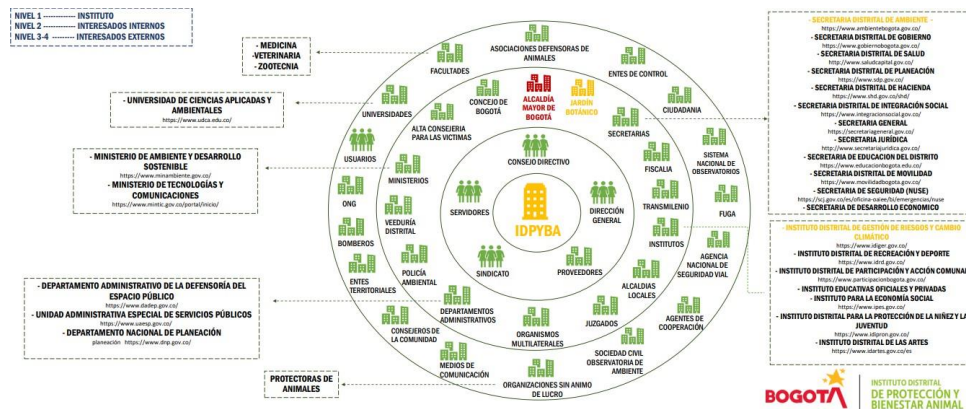 NIVEL 1 ------------ INSTITUTO
NIVEL 2 ------------ INTERESADOS INTERNOS
NIVEL 3-4 ---------- INTERESADOS EXTERNOS
- MEDICINA
-VETERINARIA
- ZOOTECNIA
- UNIVERSIDAD DE CIENCIAS APLICADAS Y
AMBIENTALES
https://www.udca.edu.co/
- MINISTERIO DE AMBIENTE Y DESARROLLO
SOSTENIBLE
https://www.minambiente.gov.co/
- MINISTERIO DE TECNOLOGÍAS Y
COMUNICACIONES
https://www.mintic.gov.co/portal/inicio/
- DEPARTAMENTO ADMINISTRATIVO DE LA DEFENSORÍA DEL
ESPACIO PÚBLICO
https://www.dadep.gov.co/
- UNIDAD ADMINISTRATIVA ESPECIAL DE SERVICIOS PÚBLICOS
https://www.uaesp.gov.co/
- DEPARTAMENTO NACIONAL DE PLANEACIÓN
planeación https://www.dnp.gov.co/
PROTECTORAS DE
ANIMALES
ASOCIACIONES DEFENSORAS DE
ANIMALES
FACULTADES
ENTES DE CONTROL
UNIVERSIDADES
CIUDADANIA
USUARIOS
SISTEMA
NACIONAL DE
OBSERVATORIOS
ONG
FUGA
BOMBEROS
AGENCIA
NACIONAL DE
SEGURIDAD VIAL
ENTES
TERRITORIALES
AGENTES DE
COOPERACIÓN
CONSEJEROS DE
LA COMUNIDAD
SOCIEDAD CIVIL
OBSERVATORIA DE
AMBIENTE
MEDIOS DE
COMUNICACIÓN
ORGANIZACIONES SIN ANIMO
DE LUCRO
CONCEJO DE
BOGOTÁ
ALCALDÍA
MAYOR DE
BOGOTÁ
JARDÍN
BOTÁNICO
ALTA CONSEJERIA
PARA LAS VÍCTIMAS
SECRETARIAS
MINISTERIOS
FISCALIA
VEEDURÍA
DISTRITAL
TRANSMILENIO
INSTITUTOS
POLICÍA
AMBIENTAL
ALCALDIAS
LOCALES
DEPARTAMENTOS
ADMINISTRATIVOS
ORGANISMOS
MULTILATERALES
JUZGADOS
CONSEJO DIRECTIVO
SERVIDORES
DIRECCIÓN
GENERAL
SINDICATO
PROVEEDORES
IDPYBA
- SECRETARIA DISTRITAL DE AMBIENTE -
https://www.ambientebogota.gov.co/
- SECRETARIA DISTRITAL DE GOBIERNO
https://www.gobiernobogota.gov.co/
- SECRETARIA DISTRITAL DE SALUD
http://www.saludcapital.gov.co/
- SECRETARIA DISTRITAL DE PLANEACIÓN
https://www.sdp.gov.co/
- SECRETARIA DISTRITAL DE HACIENDA
https://www.shd.gov.co/shd/
- SECRETARIA DISTRITAL DE INTEGRACIÓN SOCIAL
https://www.integracionsocial.gov.co/
- SECRETARIA GENERAL
https://secretariageneral.gov.co/
- SECRETARIA JURÍDICA
http://www.secretariajuridica.gov.co/
- SECRETARIA DE EDUCACION DEL DISTRITO
https://www.educacionbogota.edu.co/
- SECRETARIA DISTRITAL DE MOVILIDAD
https://www.movilidadbogota.gov.co/
- SECRETARIA DE SEGURIDAD (NUSE)
https://scj.gov.co/es/oficina-oaiee/bi/emergencias/nuse
- SECRETARIA DE DESARROLLO ECONOMICO
- INSTITUTO DISTRITAL DE GESTIÓN DE RIESGOS Y CAMBIO
CLIMÁTICO
https://www.idiger.gov.co/
- INSTITUTO DISTRITAL DE RECREACIÓN Y DEPORTE
https://www.idrd.gov.co/
- INSTITUTO DISTRITAL DE PARTICIPACIÓN Y ACCIÓN COMUNAL
https://www.participacionbogota.gov.co/
- INSTITUTO EDUCATIVAS OFICIALES Y PRIVADAS
- INSTITUTO PARA LA ECONOMÍA SOCIAL
https://www.ipes.gov.co/
- INSTITUTO DISTRITAL PARA LA PROTECCIÓN DE LA NIÑEZ Y LA
JUVENTUD
https://www.idipron.gov.co/
- INSTITUTO DISTRITAL DE LAS ARTES
https://www.idartes.gov.co/es
BOGOTÁ
INSTITUTO DISTRITAL
DE PROTECCIÓN Y
BIENESTAR ANIMAL